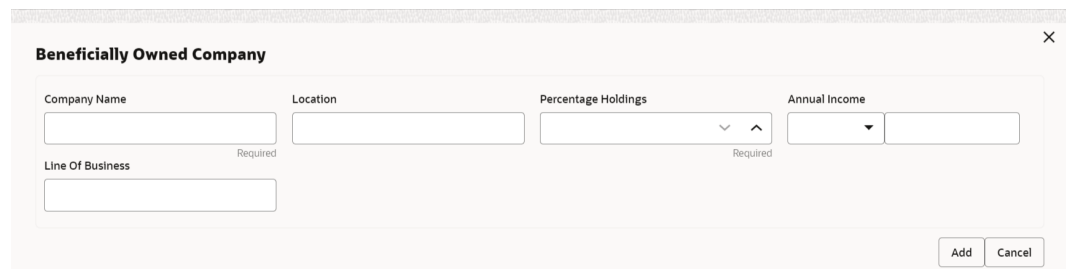 Beneficially Owned Company
Company Name Location Percentage Holdings Annual Income
Required Required
Line Of Business
Add Cancel